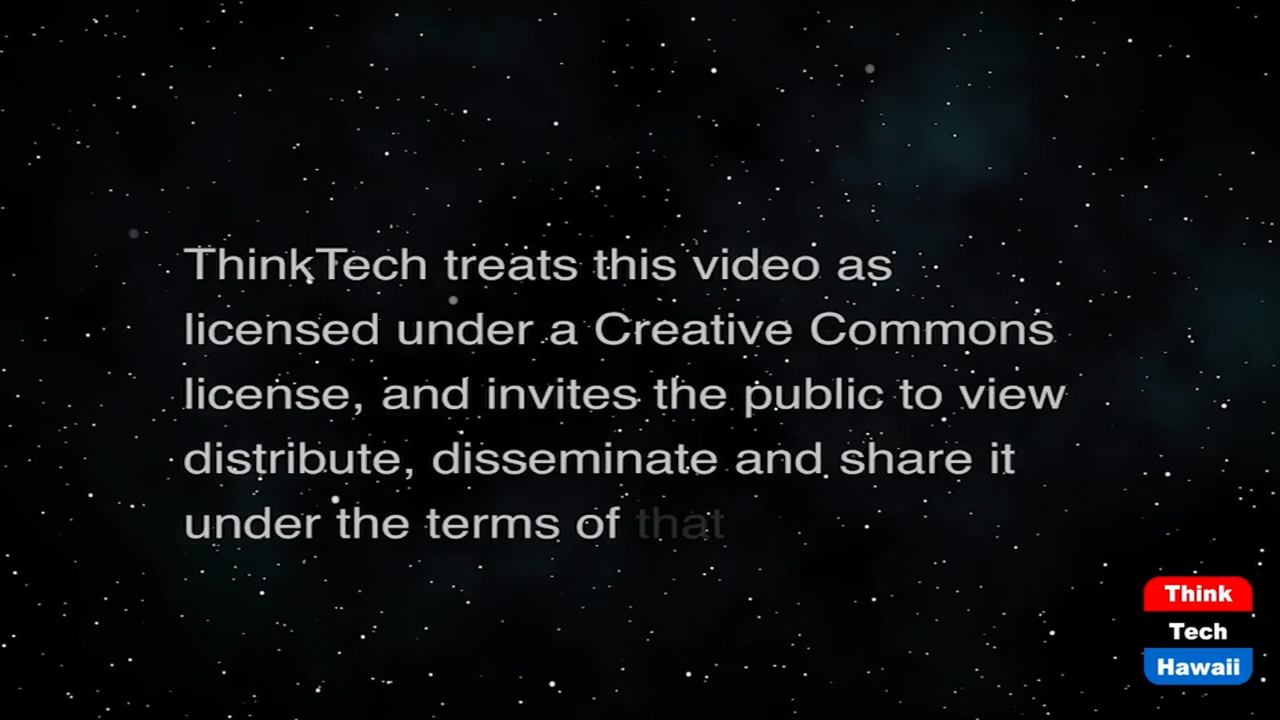 ThinkTech treats this video as
licensed under a Creative Commons
license, and invites the public to view
distribute, disseminate and share it
under the terms of that
Think
Tech
Hawaii